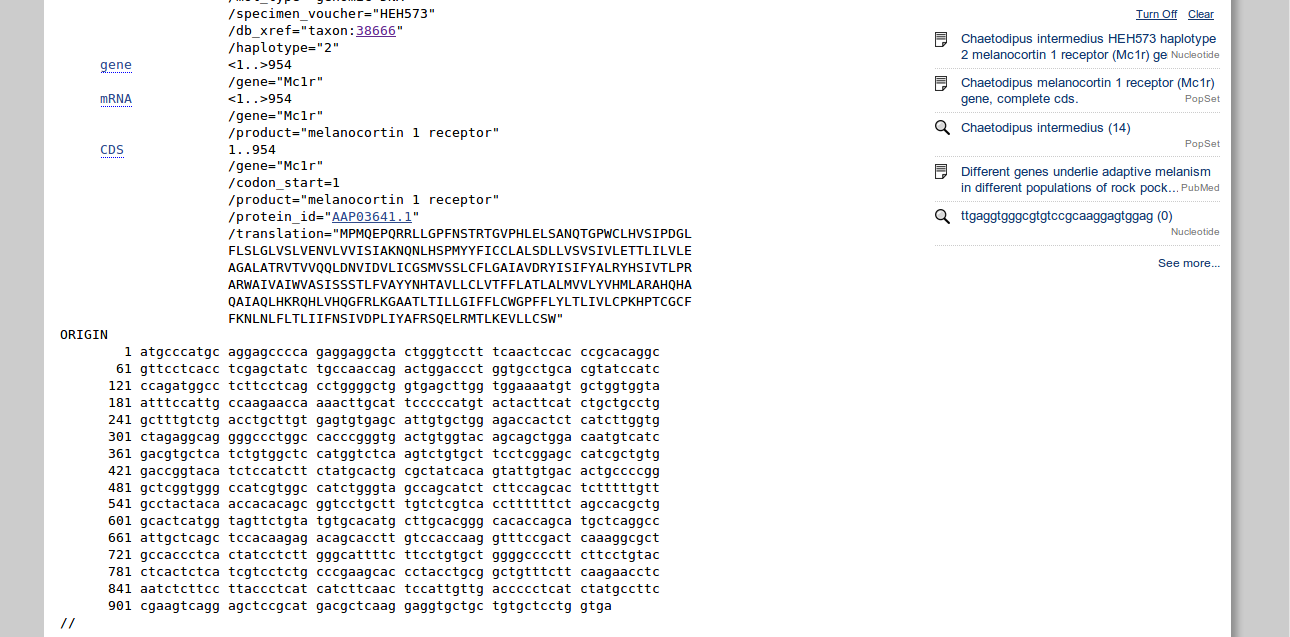 /specimen_voucher="HEH573"
/db_xref="taxon:38666"
/haplotype="2"
gene <1..>954
/gene="Mc1r"
mRNA <1..>954
/gene="Mc1r"
/product="melanocortin 1 receptor"
CDS 1..954
/gene="Mc1r"
/codon_start=1
/product="melanocortin 1 receptor"
/protein_id="AAP03641.1"
/translation="MPMQEPQRRLLGPFNSTRTGVPHLELSANQTGPWCLHVSIPDGL
FLSLGLVSLVENVLVVISIAKNQNLHSPMYYFICCLALSDLLVSVSIVLETTLILVLE
AGALATRVTVVQQLDNVIDVLICGSMVSSLCFLGAIAVDRYISIFYALRYHSIVTLPR
ARWAIVAIWVASISSSTLFVAYYNHTAVLLCLVTFFLATLALMVVLYVHMLARAHQHA
QAIAQLHKRQHLVHQGFRLKGAATLTILLGIFFLCWGPFFLYLTLIVLCPKHPTCGCF
FKNLNLFLTLIIFNSIVDPLIYAFRSQELRMTLKEVLLCSW"
ORIGIN
1 atgcccatgc aggagcccca gaggaggcta ctgggtcctt tcaactccac ccgcacaggc
61 gttcctcacc tcgagctatc tgccaaccag actggaccct ggtgcctgca cgtatccatc
121 ccagatggcc tcttcctcag cctggggctg gtgagcttgg tggaaaatgt gctggtggta
181 atttccattg ccaagaacca aaacttgcat tcccccatgt actacttcat ctgctgcctg
241 gctttgtctg acctgcttgt gagtgtgagc attgtgctgg agaccactct catcttggtg
301 ctagaggcag gggccctggc cacccgggtg actgtggtac agcagctgga caatgtcatc
361 gacgtgctca tctgtggctc catggtctca agtctgtgct tcctcggagc catcgctgtg
421 gaccggtaca tctccatctt ctatgcactg cgctatcaca gtattgtgac actgccccgg
481 gctcggtggg ccatcgtggc catctgggta gccagcatct cttccagcac tctttttgtt
541 gcctactaca accacacagc ggtcctgctt tgtctcgtca ccttttttct agccacgctg
601 gcactcatgg tagttctgta tgtgcacatg cttgcacggg cacaccagca tgctcaggcc
661 attgctcagc tccacaagag acagcacctt gtccaccaag gtttccgact caaaggcgct
721 gccaccctca ctatcctctt gggcattttc ttcctgtgct ggggcccctt cttcctgtac
781 ctcactctca tcgtcctctg cccgaagcac cctacctgcg gctgtttctt caagaacctc
841 aatctcttcc ttaccctcat catcttcaac tccattgttg accccctcat ctatgccttc
901 cgaagtcagg agctccgcat gacgctcaag gaggtgctgc tgtgctcctg gtga
//
Turn Off Clear
Chaetodipus intermedius HEH573 haplotype
2 melanocortin 1 receptor (Mc1r) ge Nucleotide
Chaetodipus melanocortin 1 receptor (Mc1r)
gene, complete cds. PopSet
Chaetodipus intermedius (14)
PopSet
Different genes underlie adaptive melanism
in different populations of rock pock... PubMed
ttgaggtgggcgtgtccgcaaggagtggag (0)
Nucleotide
See more...